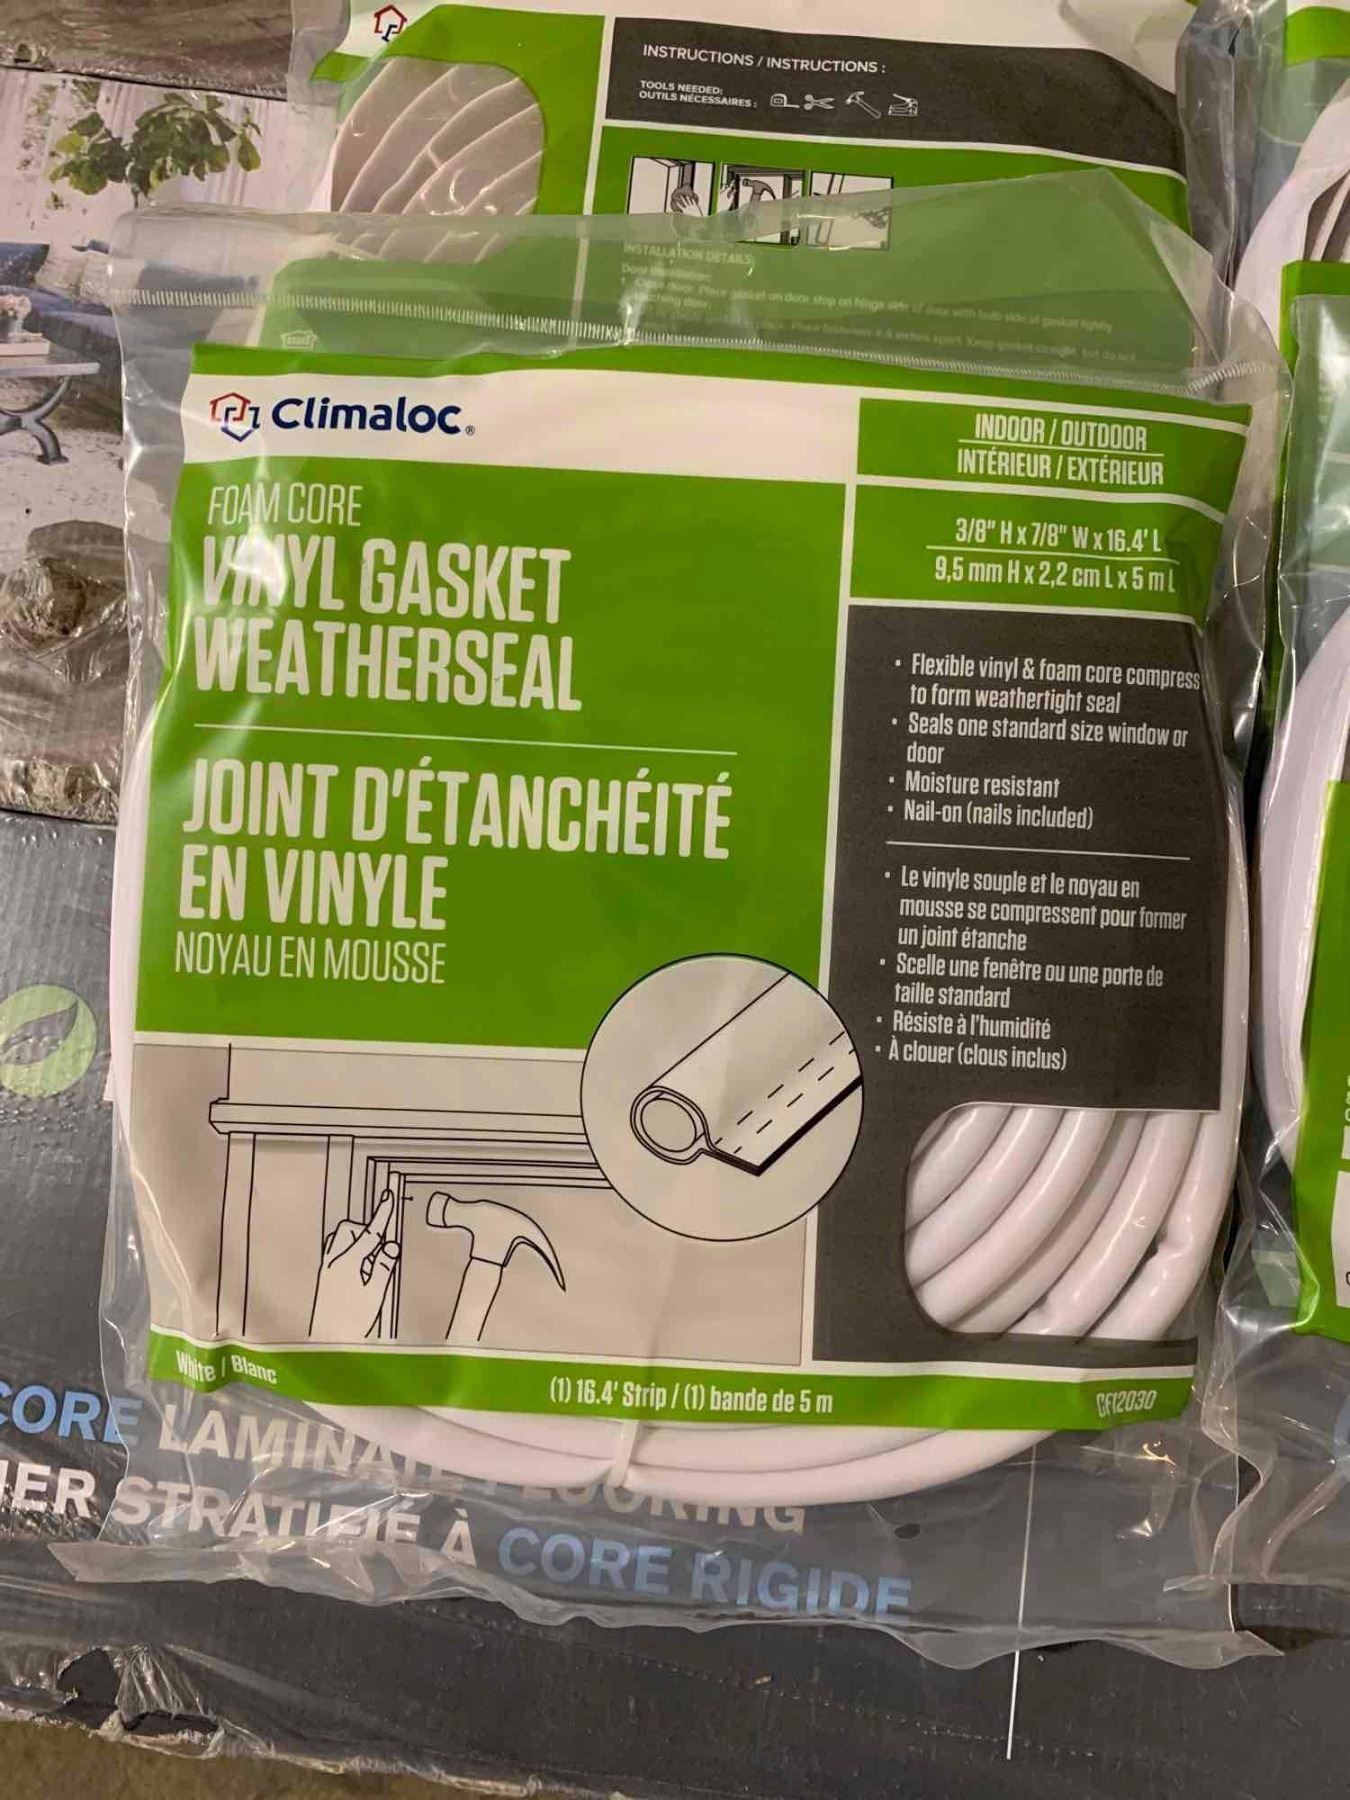 INSTRUCTIONS / INSTRUCTIONS :
TOOLS NEEDED:
OUTILS NÉCESSAIRES :
INSTALLATION DETAILS:
Climaloc®
INDOOR / OUTDOOR
INTÉRIEUR / EXTÉRIEUR
3/8" H x 7/8" W x 16.4' L
9,5 mm H x 2,2 cm L x 5 m L
FOAM CORE
VINYL GASKET
WEATHERSEAL
JOINT D'ÉTANCHÉITÉ
EN VINYLE
NOYAU EN MOUSSE
• Flexible vinyl & foam core compress
to form weathertight seal
• Seals one standard size window or
door
• Moisture resistant
• Nail-on (nails included)
• Le vinyle souple et le noyau en
mousse se compressent pour former
un joint étanche
• Scelle une fenêtre ou une porte de
taille standard
• Résiste à l'humidité
• À clouer (clous inclus)
White / Blanc
(1) 16.4' Strip / (1) bande de 5 m
CF12030
CORE LAMINATE FLOORING
IER STRATIFIÉ À CORE RIGIDE